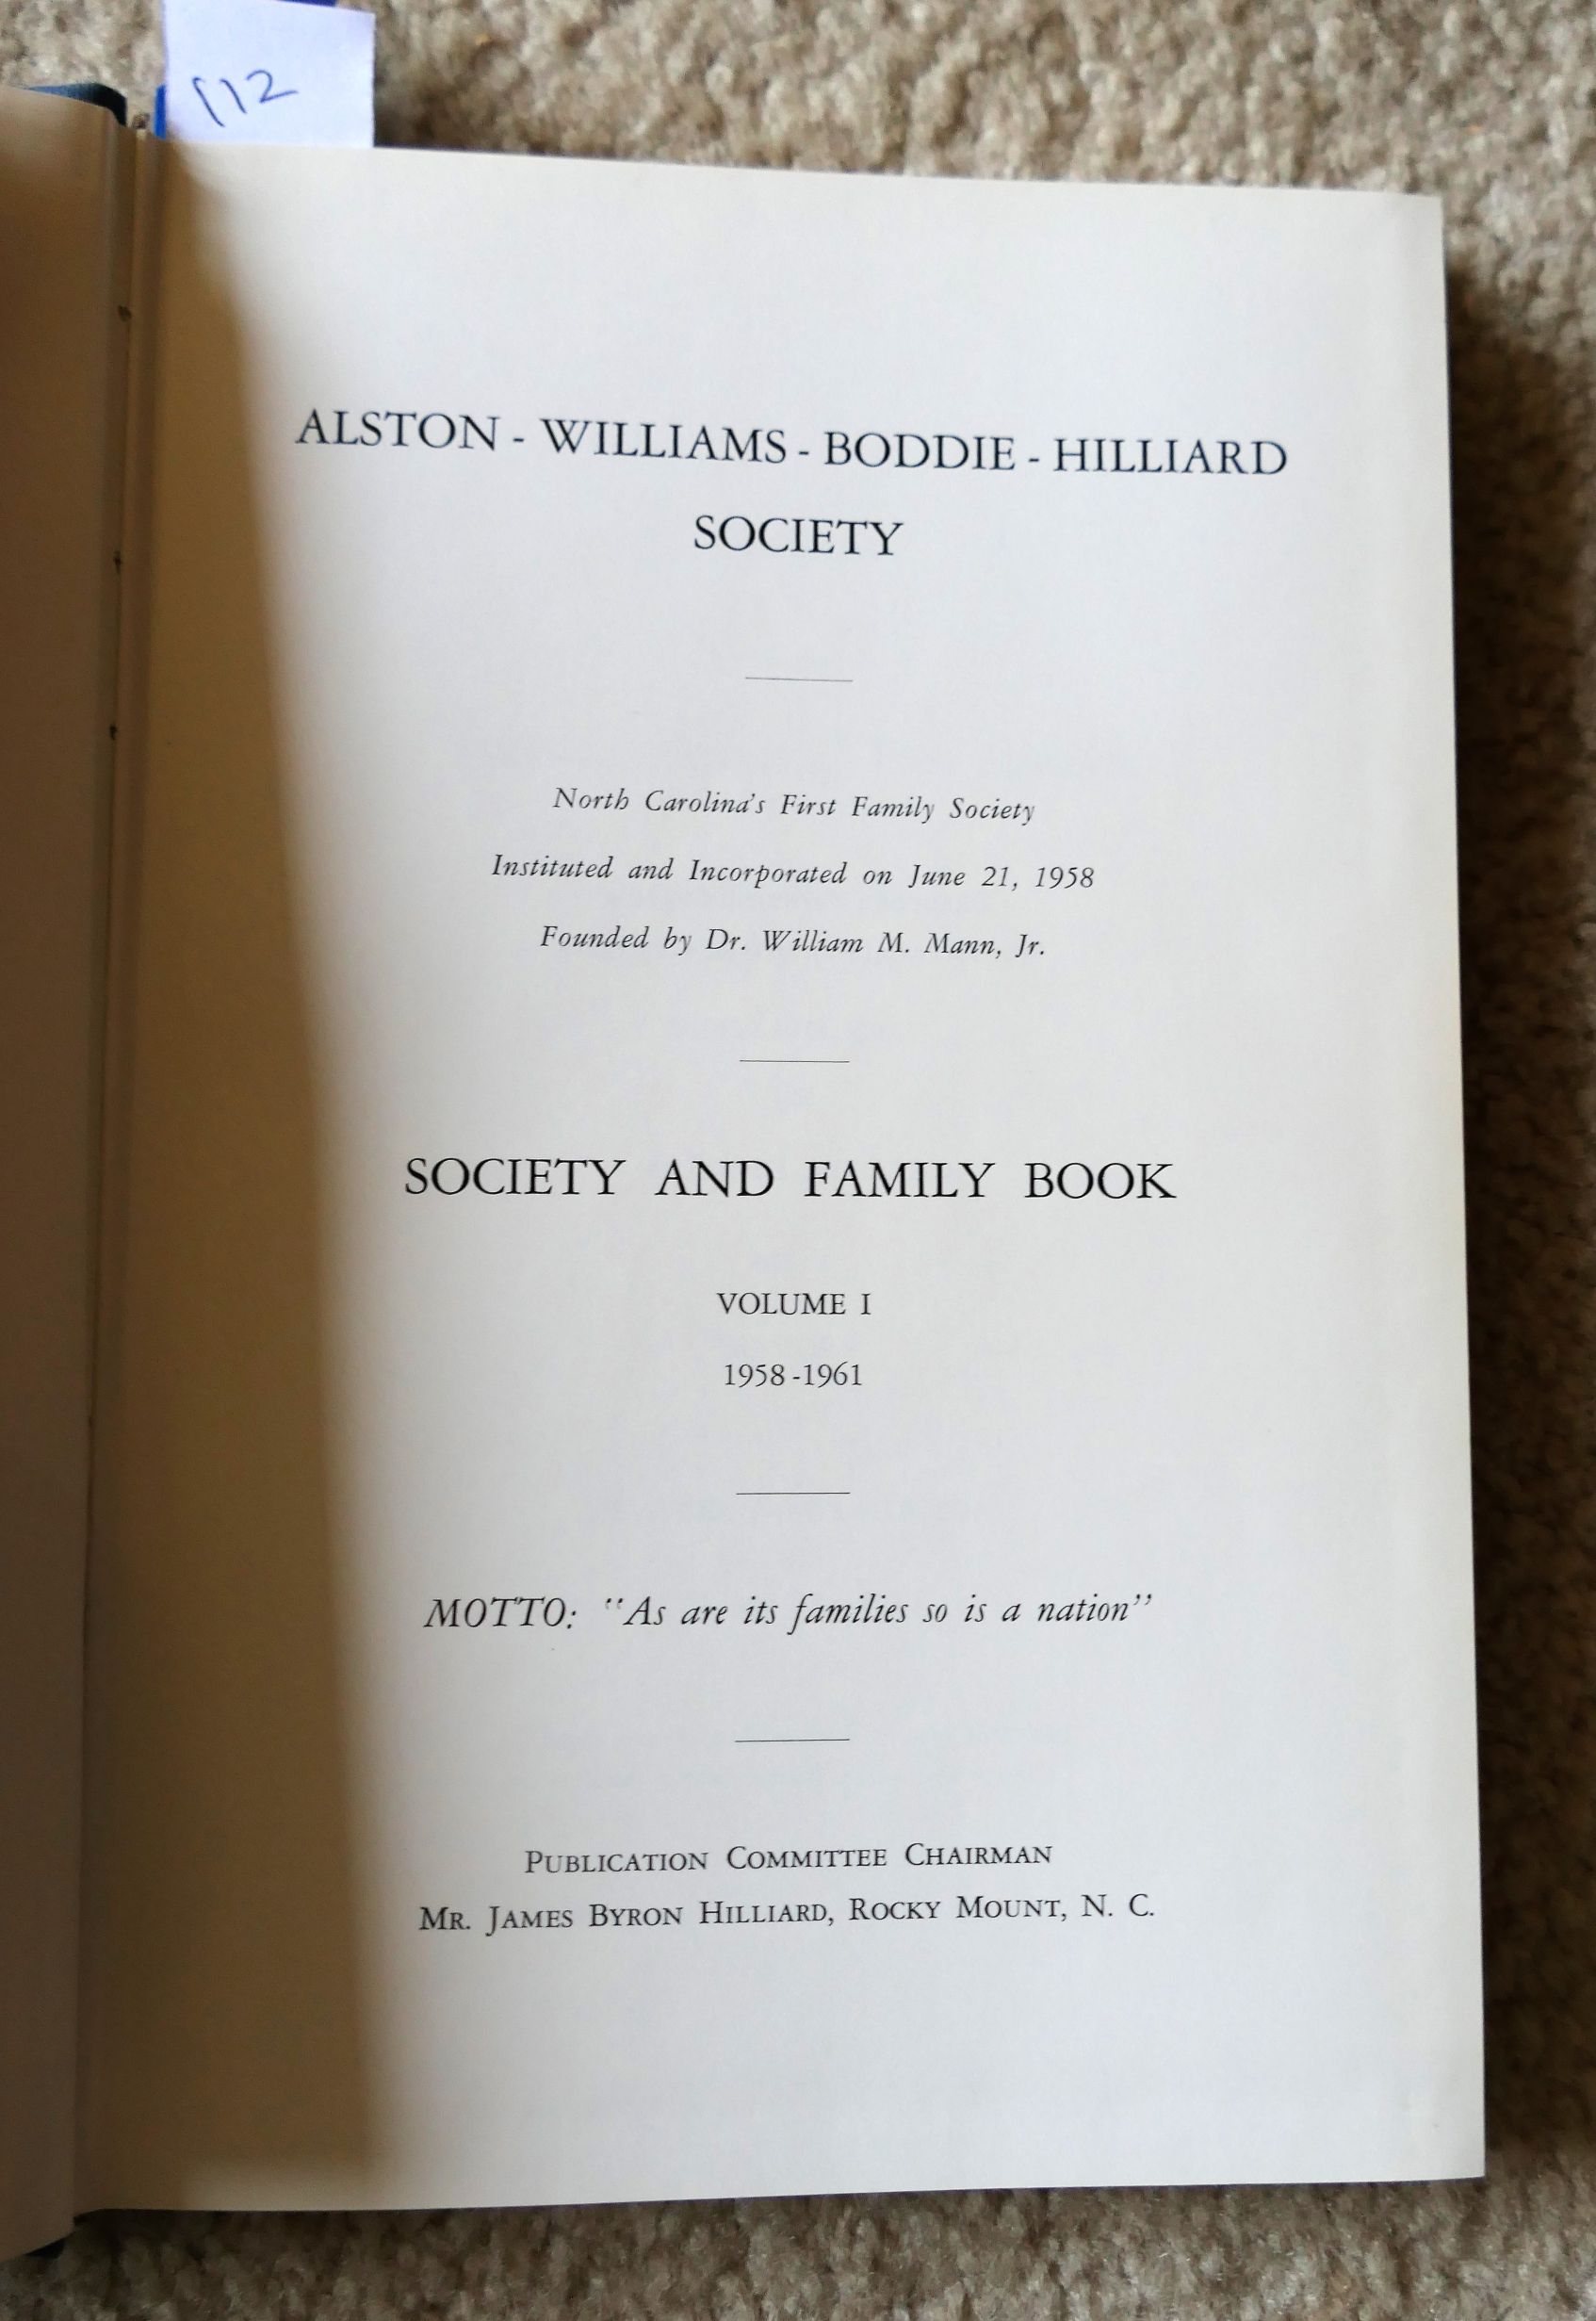 112
ALSTON - WILLIAMS - BODDIE - HILLIARD
SOCIETY
North Carolina's First Family Society
Instituted and Incorporated on June 21, 1958
Founded by Dr. William M. Mann, Jr.
SOCIETY AND FAMILY BOOK
VOLUME I
1958-1961
MOTTO: "As are its families so is a nation"
PUBLICATION COMMITTEE CHAIRMAN
MR. JAMES BYRON HILLIARD, ROCKY MOUNT, N. C.